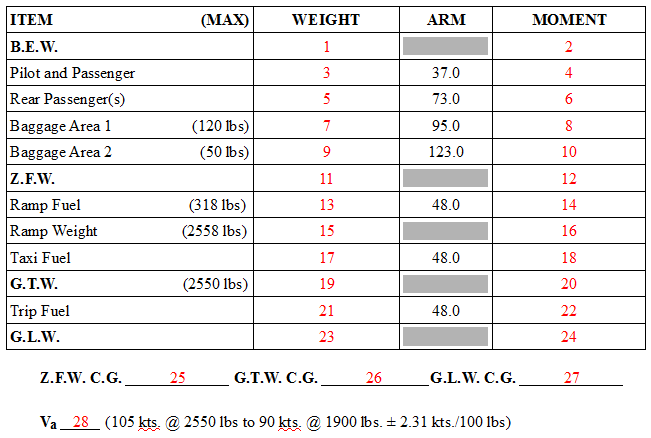 ITEM (MAX) WEIGHT ARM MOMENT
B.E.W. 1 2
Pilot and Passenger 3 37.0 4
Rear Passenger(s) 5 73.0 6
Baggage Area 1 (120 lbs) 7 95.0 8
Baggage Area 2 (50 lbs) 9 123.0 10
Z.F.W. 11 12
Ramp Fuel (318 lbs) 13 48.0 14
Ramp Weight (2558 lbs) 15 16
Taxi Fuel 17 48.0 18
G.T.W. (2550 lbs) 19 20
Trip Fuel 21 48.0 22
G.L.W. 23 24
Z.F.W. C.G. 25 G.T.W. C.G. 26 G.L.W. C.G. 27
Va 28 (105 kts. @ 2550 lbs to 90 kts. @ 1900 lbs. ± 2.31 kts./100 lbs)